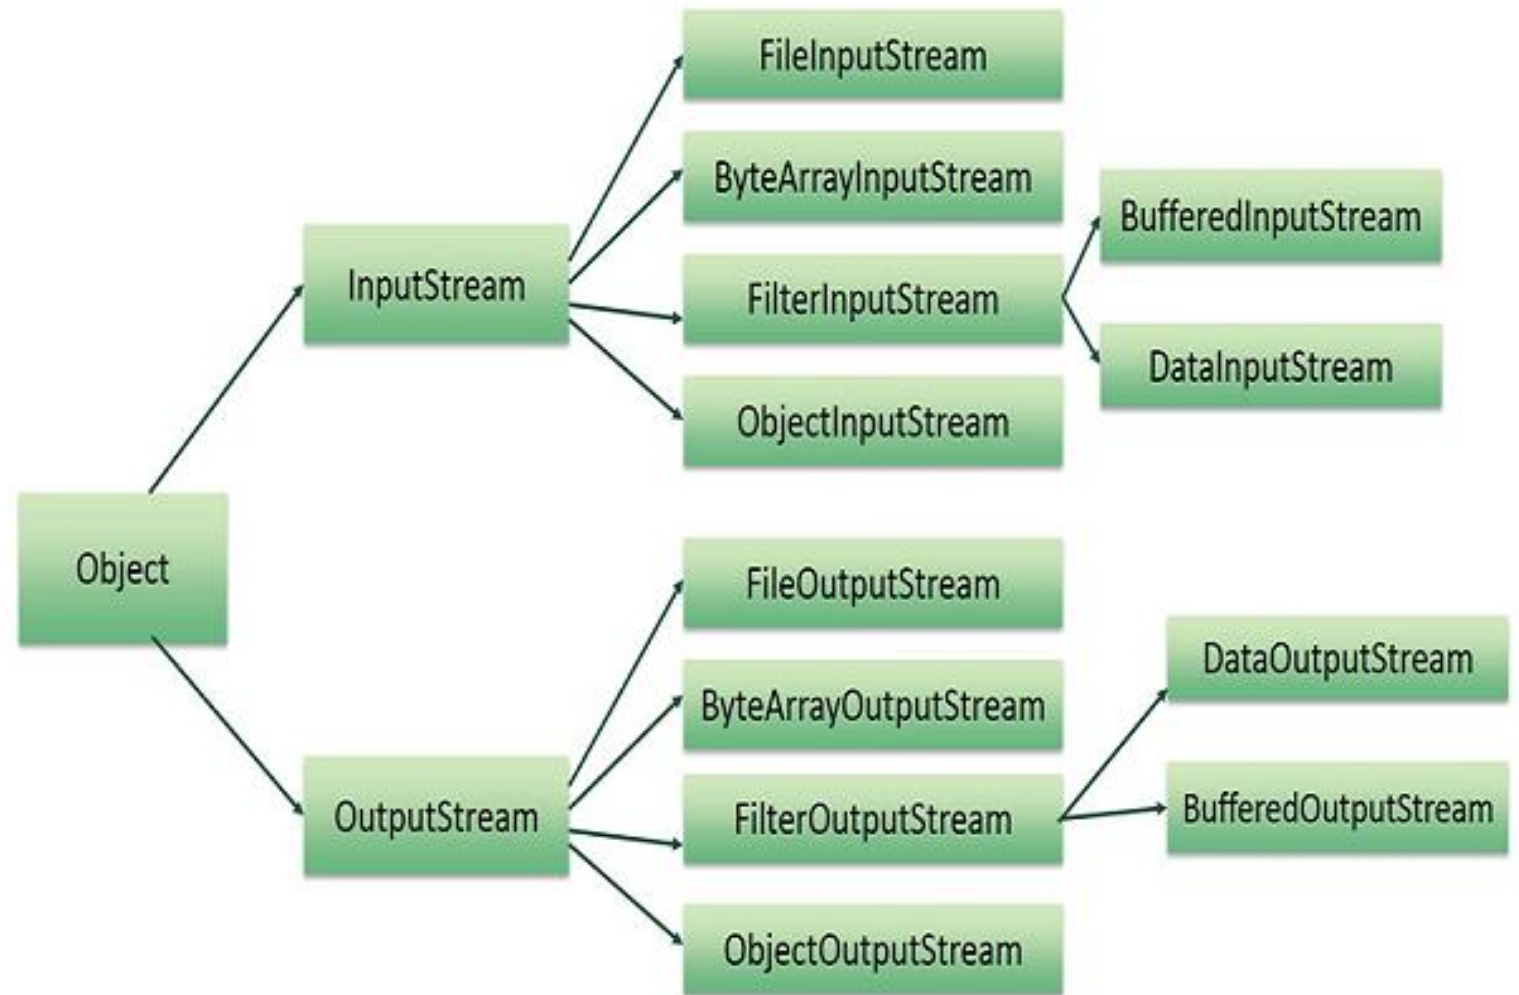 FileInputStream
ByteArrayInputStream
BufferedInputStream
InputStream
FilterInputStream
DataInputStream
ObjectInputStream
Object
FileOutputStream
DataOutputStream
ByteArrayOutputStream
OutputStream
FilterOutputStream
BufferedOutputStream
ObjectOutputStream